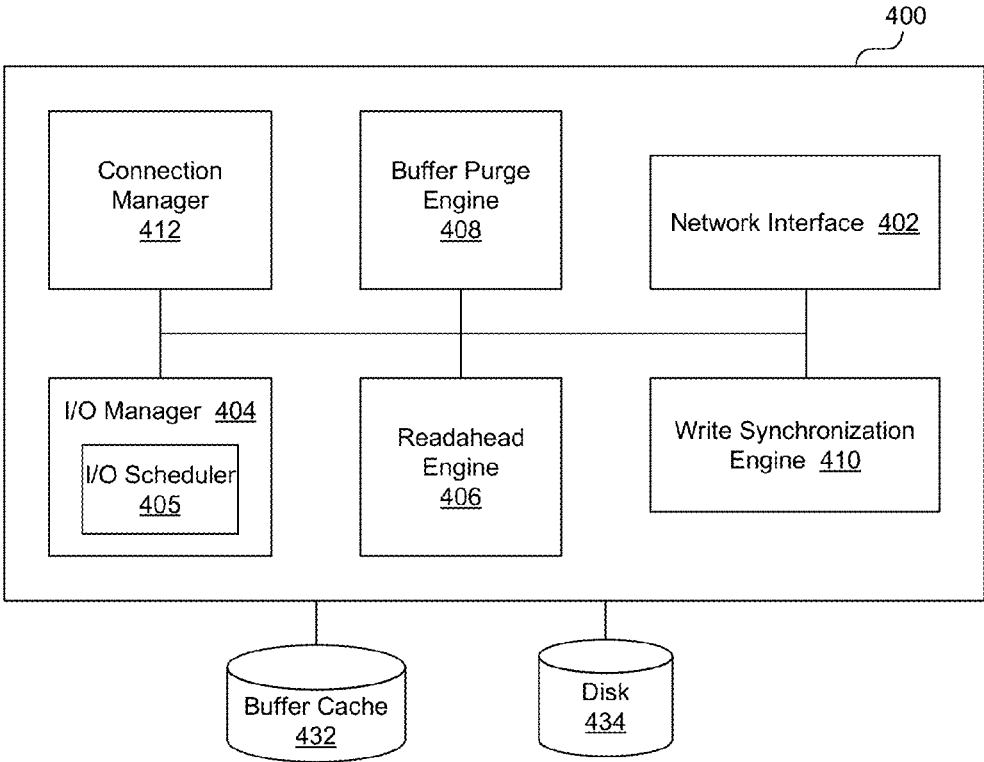 400
Connection
Manager
412
Buffer Purge
Engine
408
Network Interface 402
I/O Manager 404
I/O Scheduler
405
Readahead
Engine
406
Write Synchronization
Engine 410
Buffer Cache
432
Disk
434